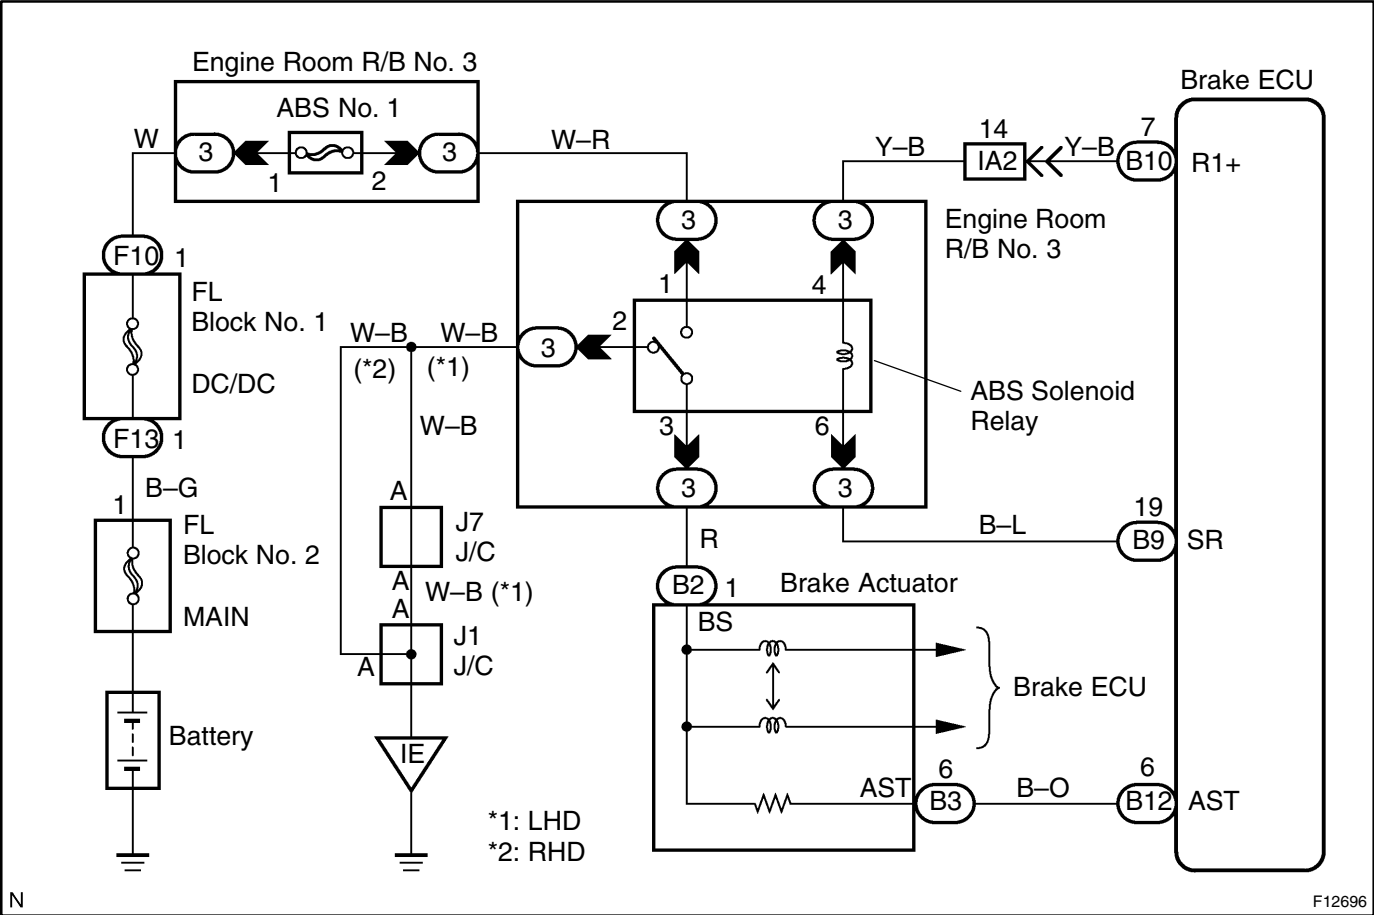 Engine Room R/B No. 3
Brake ECU
ABS No. 1
W
3
3
W–R
1
2
Y–B
14
IA2
Y–B
7
B10
R1+
3
3
Engine Room
R/B No. 3
F10
1
1
4
FL
Block No. 1
DC/DC
W–B
(*2)
W–B
(*1)
3
2
ABS Solenoid
Relay
W–B
3
6
F13
1
B–G
1
FL
Block No. 2
MAIN
A
J7
J/C
A
W–B (*1)
A
J1
J/C
A
3
3
R
B–L
19
B9
SR
B2
1
Brake Actuator
BS
Brake ECU
Battery
IE
AST
6
B3
B–O
6
B12
AST
*1: LHD
*2: RHD
N
F12696